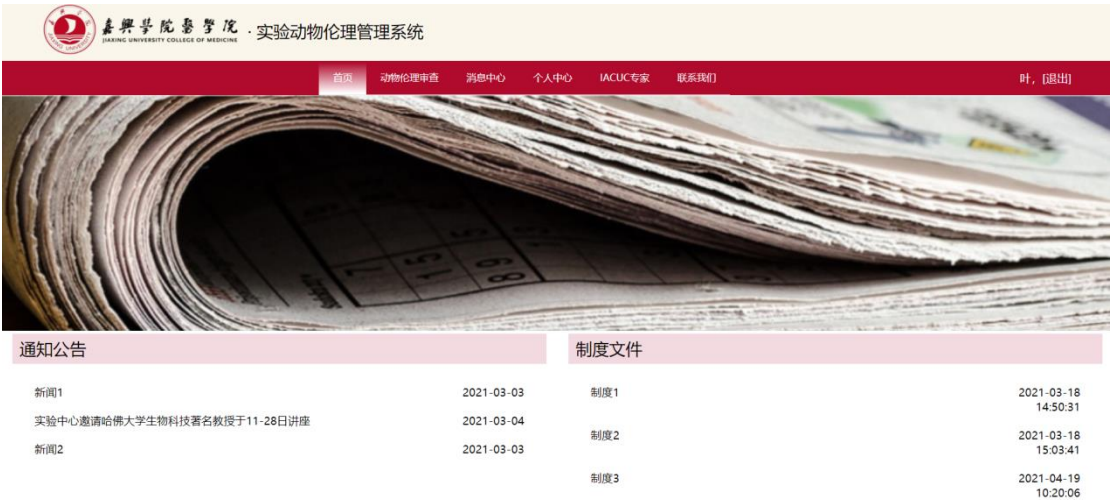 嘉興學院醫學院
JIAXING UNIVERSITY COLLEGE OF MEDICINE
· 实验动物伦理管理系统
首页 动物伦理审查 消息中心 个人中心 IACUC专家 联系我们 叶，[退出]
通知公告
新闻1 2021-03-03
实验中心邀请哈佛大学生物科技著名教授于11-28日讲座 2021-03-04
新闻2 2021-03-03
制度文件
制度1 2021-03-18
14:50:31
制度2 2021-03-18
15:03:41
制度3 2021-04-19
10:20:06